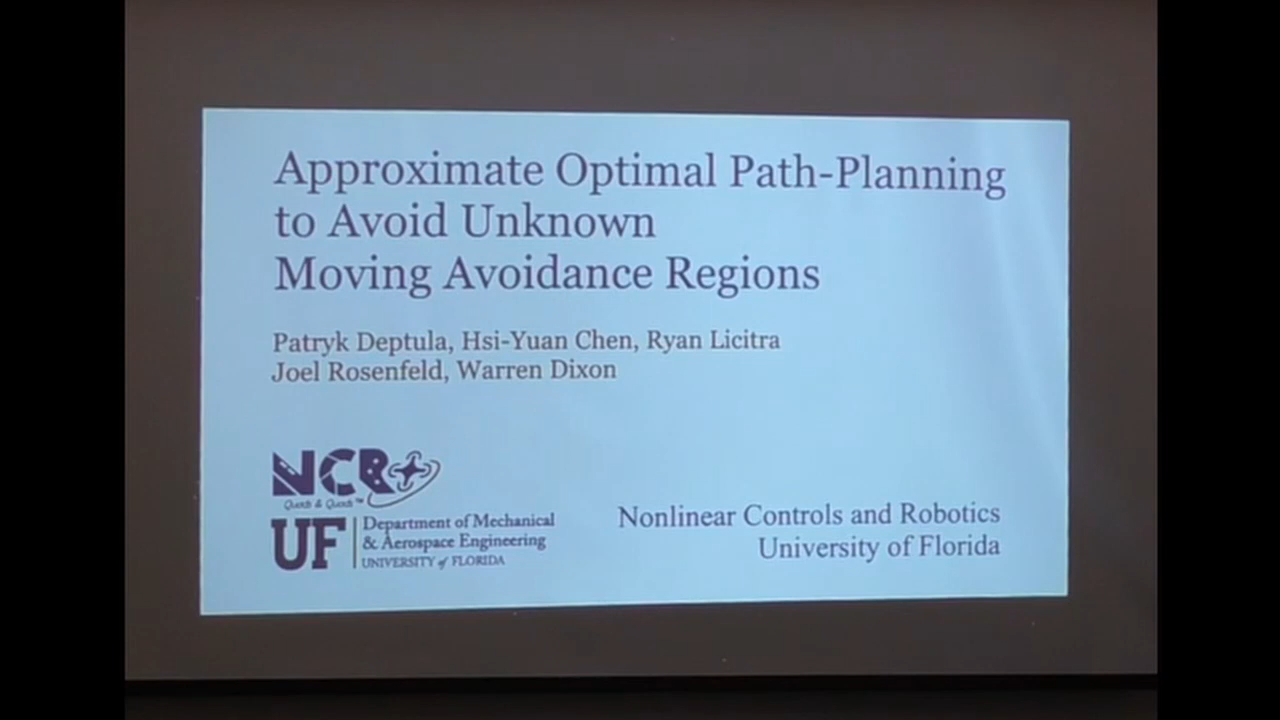 Approximate Optimal Path-Planning
to Avoid Unknown
Moving Avoidance Regions
Patryk Deptula, Hsi-Yuan Chen, Ryan Licitra
Joel Rosenfeld, Warren Dixon
NCR
Quads & Quads™
UF
Department of Mechanical
& Aerospace Engineering
UNIVERSITY of FLORIDA
Nonlinear Controls and Robotics
University of Florida